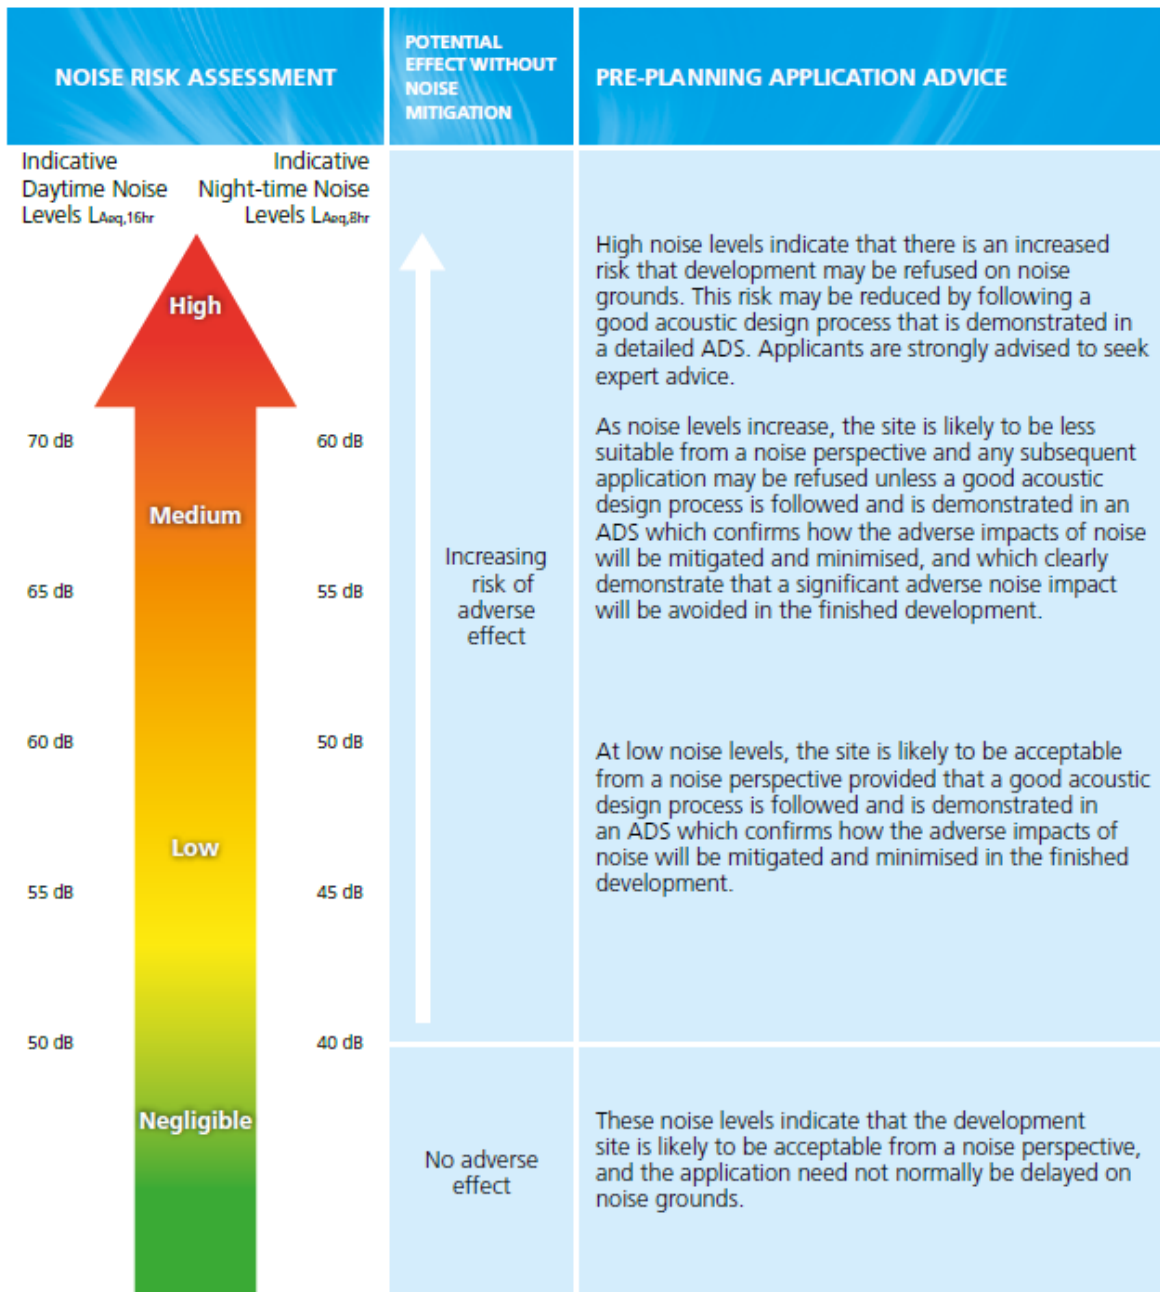 NOISE RISK ASSESSMENT
POTENTIAL
EFFECT WITHOUT
NOISE
MITIGATION
PRE-PLANNING APPLICATION ADVICE
Indicative
Daytime Noise
Levels LAeq,16hr
Indicative
Night-time Noise
Levels LAeq,8hr
High
70 dB
60 dB
Medium
65 dB
55 dB
60 dB
50 dB
Low
55 dB
45 dB
50 dB
40 dB
Negligible
Increasing
risk of
adverse
effect
No adverse
effect
High noise levels indicate that there is an increased
risk that development may be refused on noise
grounds. This risk may be reduced by following a
good acoustic design process that is demonstrated in
a detailed ADS. Applicants are strongly advised to seek
expert advice.
As noise levels increase, the site is likely to be less
suitable from a noise perspective and any subsequent
application may be refused unless a good acoustic
design process is followed and is demonstrated in an
ADS which confirms how the adverse impacts of noise
will be mitigated and minimised, and which clearly
demonstrate that a significant adverse noise impact
will be avoided in the finished development.
At low noise levels, the site is likely to be acceptable
from a noise perspective provided that a good acoustic
design process is followed and is demonstrated in
an ADS which confirms how the adverse impacts of
noise will be mitigated and minimised in the finished
development.
These noise levels indicate that the development
site is likely to be acceptable from a noise perspective,
and the application need not normally be delayed on
noise grounds.